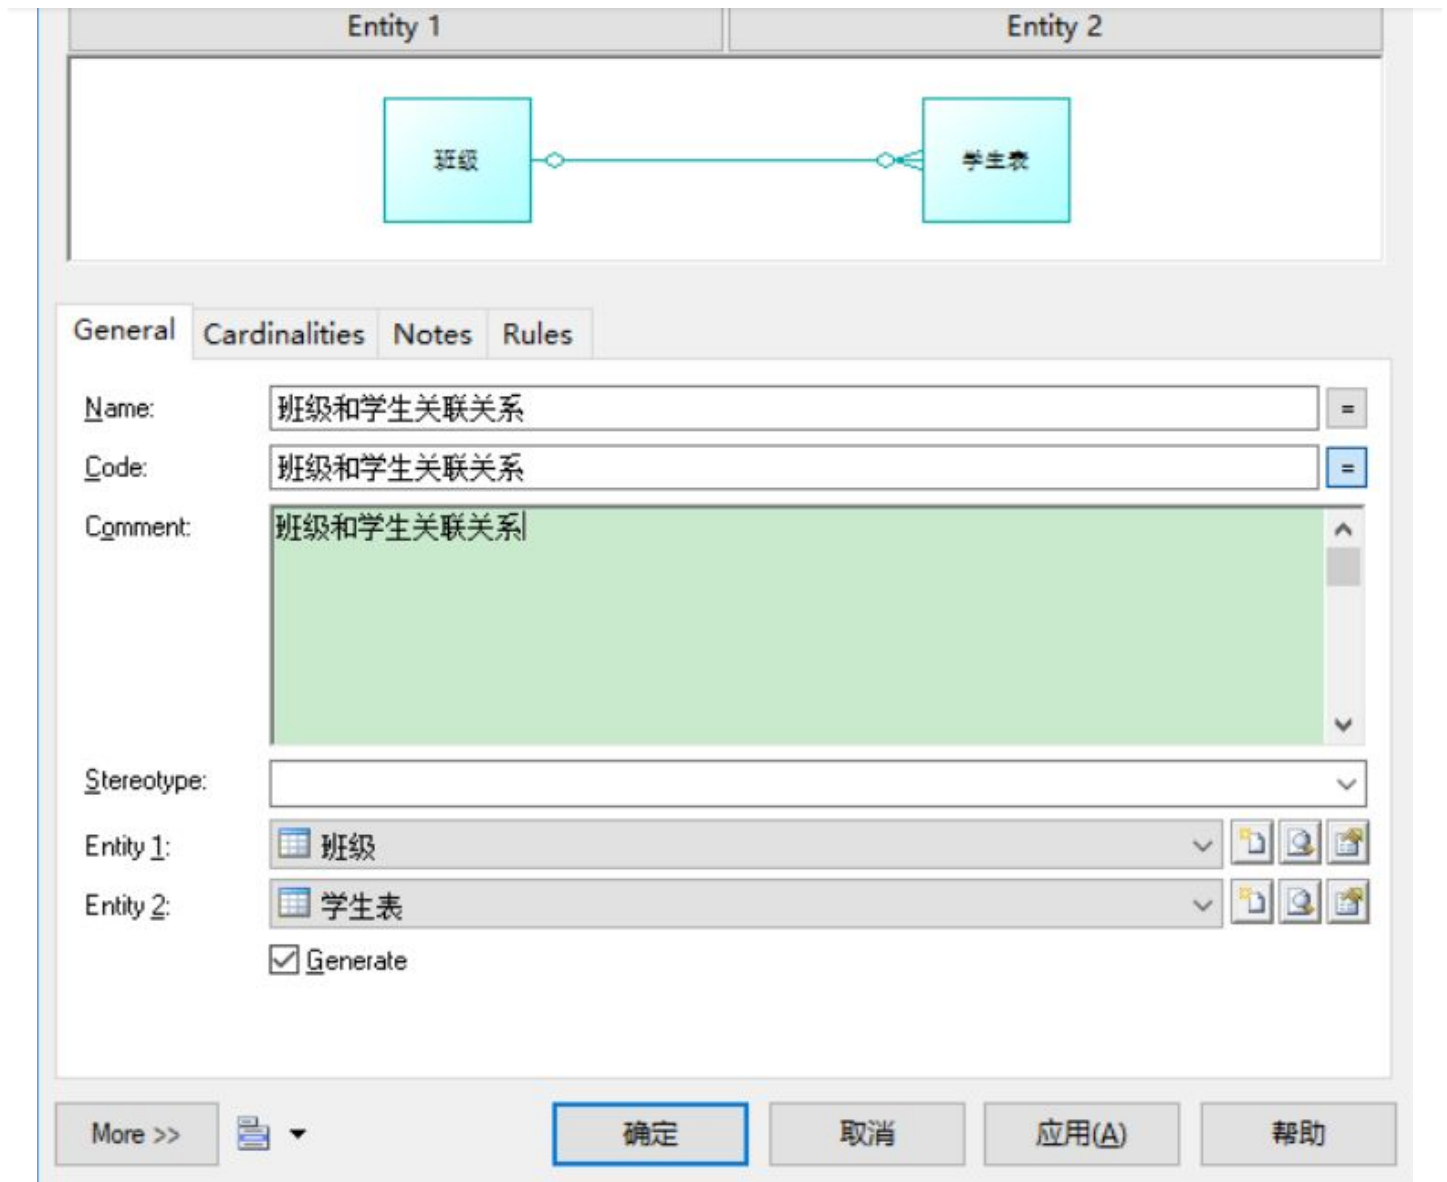 Entity 1
Entity 2
班级
学生表
General
Cardinalities
Notes
Rules
Name:
班级和学生关联关系
=
Code:
班级和学生关联关系
=
Comment:
班级和学生关联关系
Stereotype:
Entity 1:
班级
Entity 2:
学生表
Generate
More >>
确定
取消
应用(A)
帮助